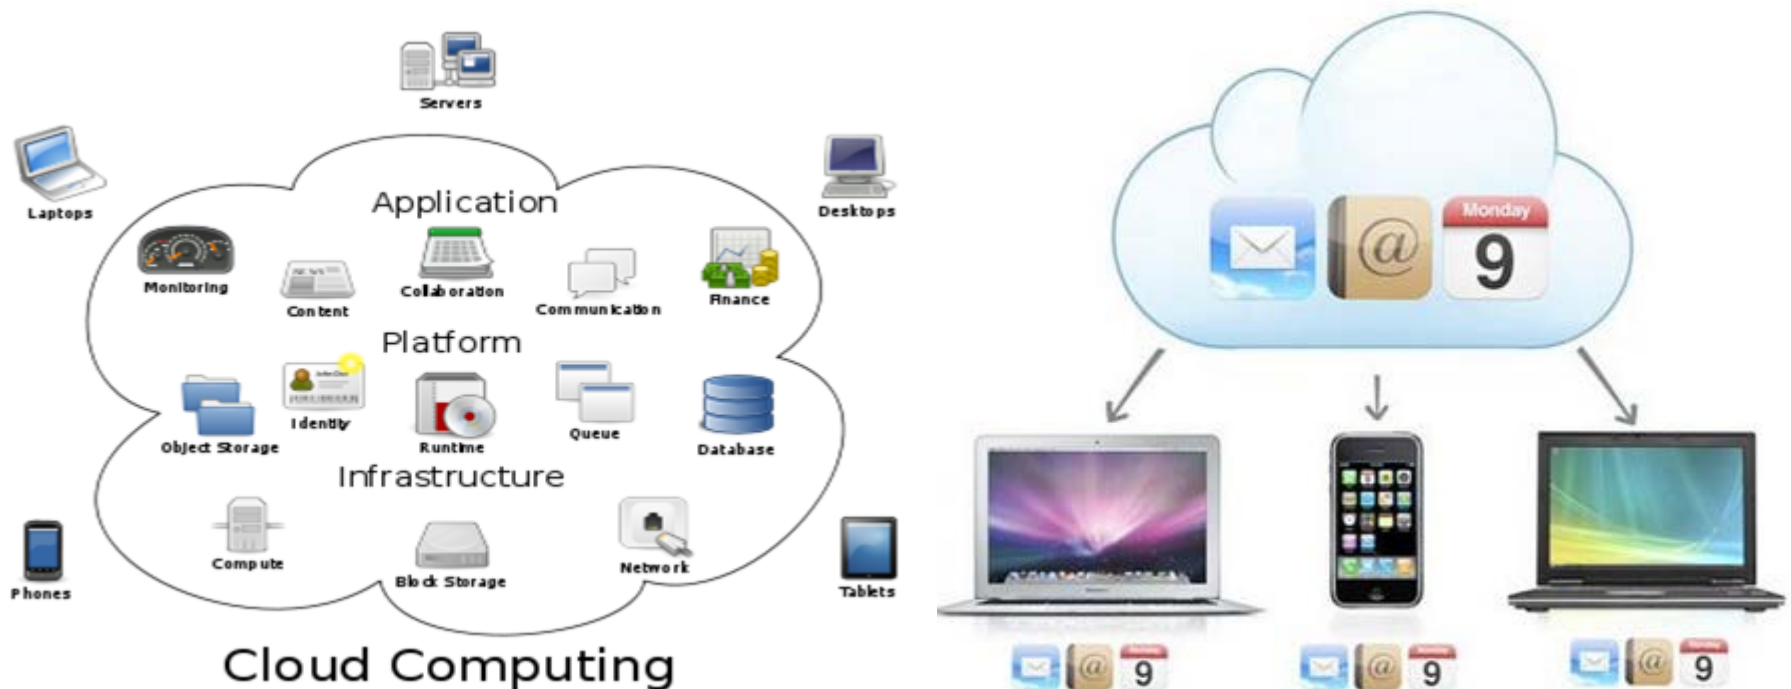 Servers
Laptops
Desktops
Application
Monitoring
Content
Collaboration
Communication
Finance
Platform
Object Storage
Identity
Runtime
Queue
Database
Infrastructure
Compute
Block Storage
Network
Phones
Tablets
Cloud Computing
@
Monday
9
@
9
@
9
@
9